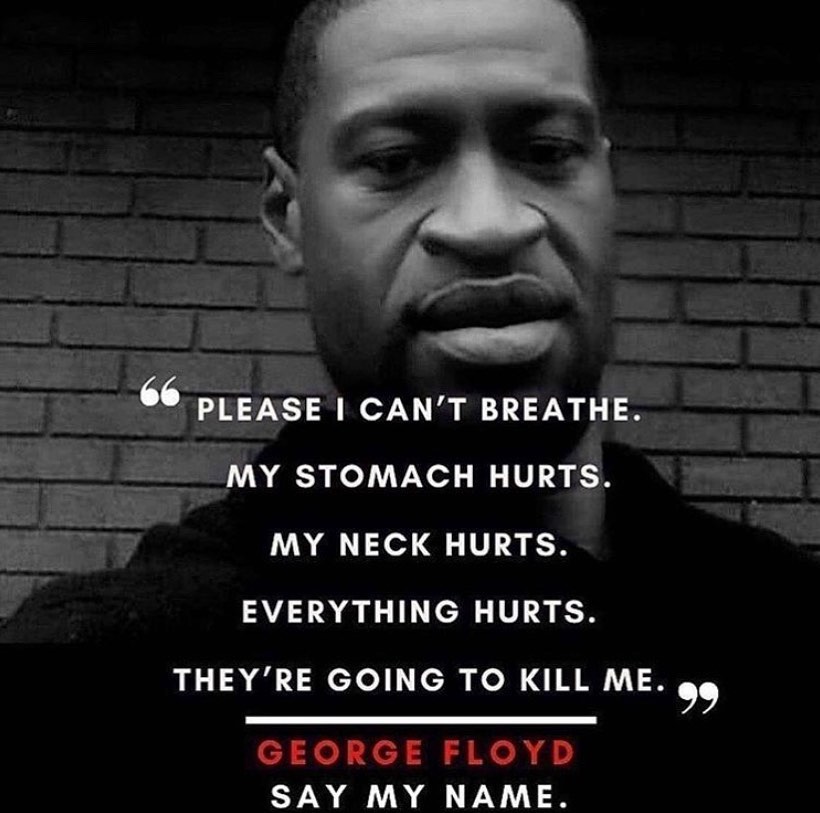 “ PLEASE I CAN’T BREATHE.
MY STOMACH HURTS.
MY NECK HURTS.
EVERYTHING HURTS.
THEY’RE GOING TO KILL ME. ”
GEORGE FLOYD
SAY MY NAME.